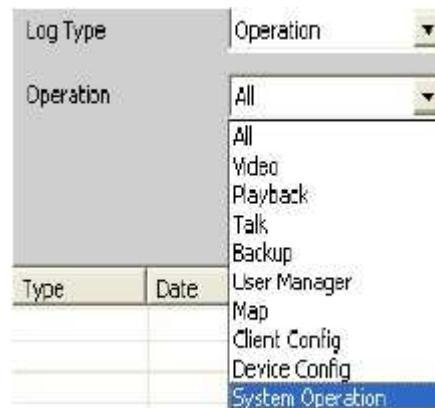 Log Type Operation
Operation All
All
Video
Playback
Talk
Backup
User Manager
Map
Client Config
Device Config
System Operation
Type Date